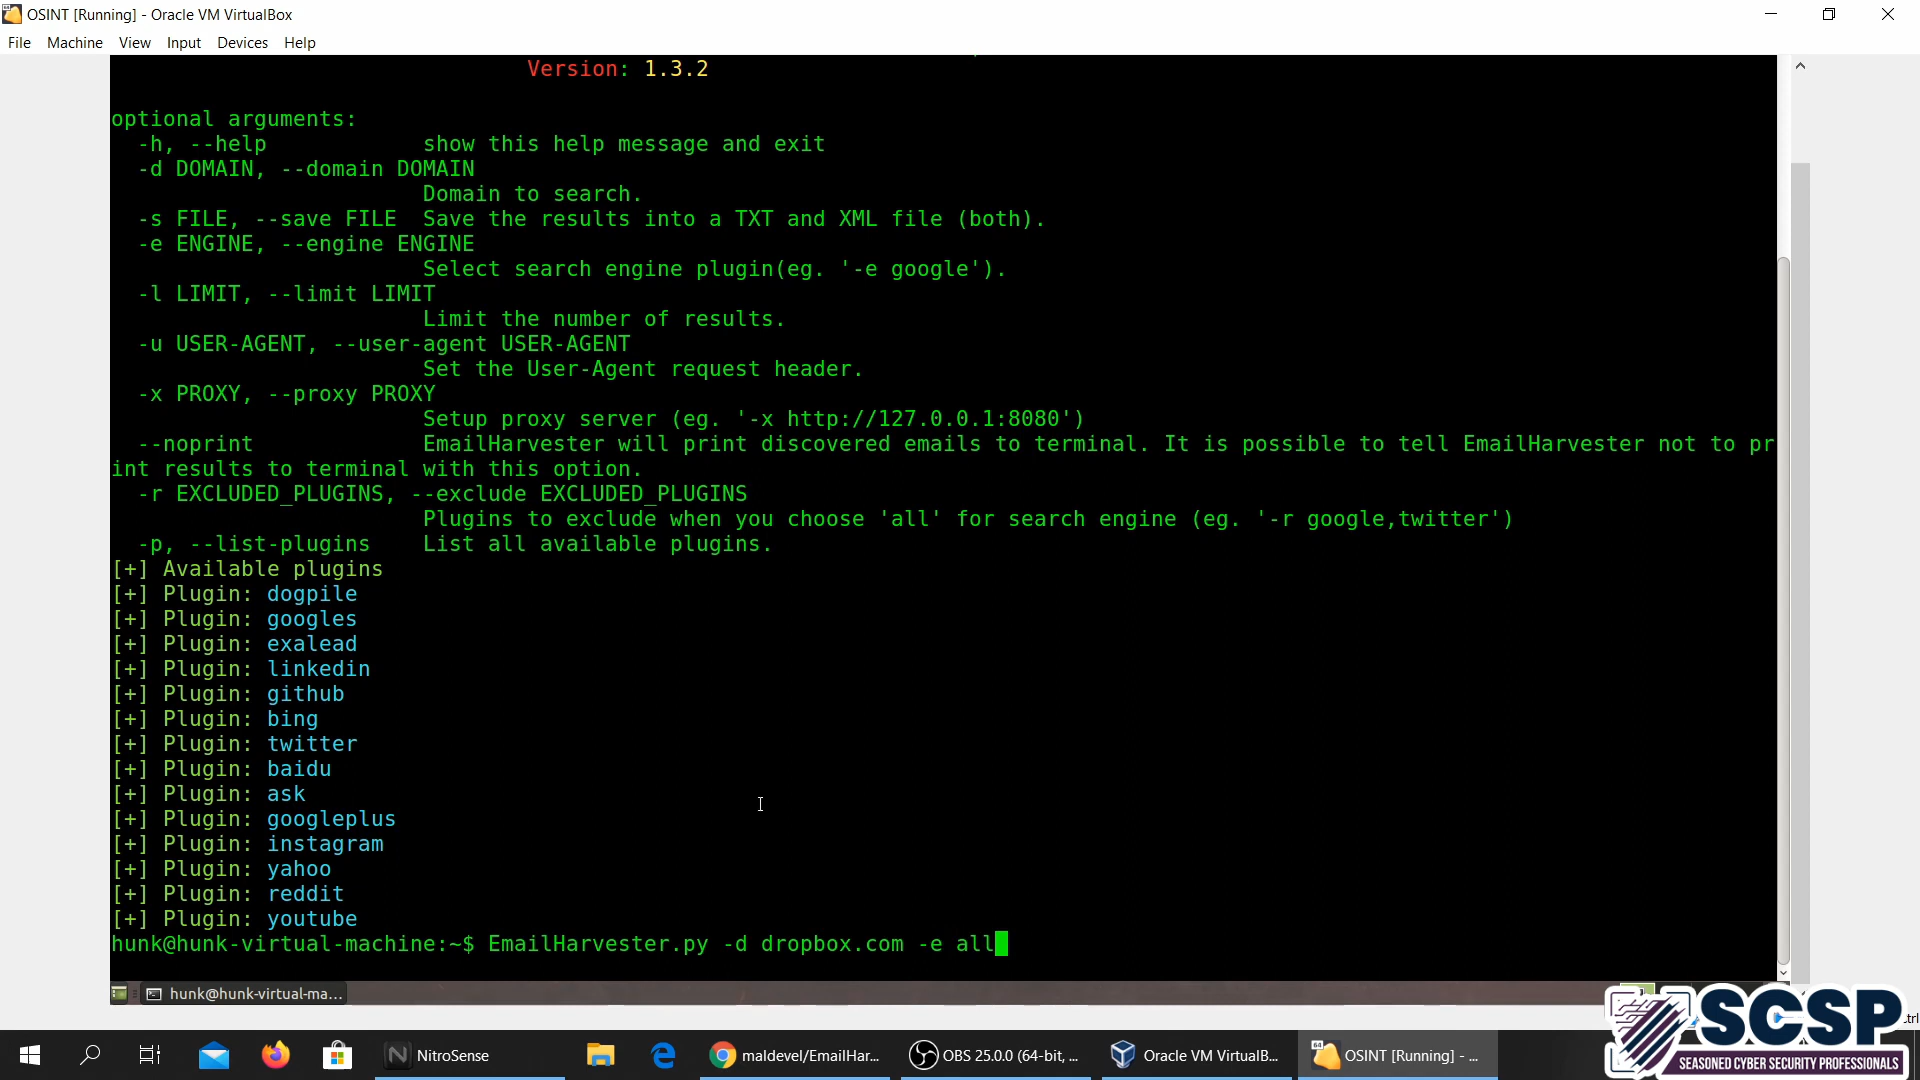 OSINT [Running] - Oracle VM VirtualBox
File Machine View Input Devices Help
Version: 1.3.2
optional arguments:
-h, --help show this help message and exit
-d DOMAIN, --domain DOMAIN
Domain to search.
-s FILE, --save FILE Save the results into a TXT and XML file (both).
-e ENGINE, --engine ENGINE
Select search engine plugin(eg. '-e google').
-l LIMIT, --limit LIMIT
Limit the number of results.
-u USER-AGENT, --user-agent USER-AGENT
Set the User-Agent request header.
-x PROXY, --proxy PROXY
Setup proxy server (eg. '-x http://127.0.0.1:8080')
--noprint EmailHarvester will print discovered emails to terminal. It is possible to tell EmailHarvester not to pr
int results to terminal with this option.
-r EXCLUDED_PLUGINS, --exclude EXCLUDED_PLUGINS
Plugins to exclude when you choose 'all' for search engine (eg. '-r google,twitter')
-p, --list-plugins List all available plugins.
[+] Available plugins
[+] Plugin: dogpile
[+] Plugin: googles
[+] Plugin: exalead
[+] Plugin: linkedin
[+] Plugin: github
[+] Plugin: bing
[+] Plugin: twitter
[+] Plugin: baidu
[+] Plugin: ask
[+] Plugin: googleplus
[+] Plugin: instagram
[+] Plugin: yahoo
[+] Plugin: reddit
[+] Plugin: youtube
hunk@hunk-virtual-machine:~$ EmailHarvester.py -d dropbox.com -e all
hunk@hunk-virtual-ma...
SCSP
SEASONED CYBER SECURITY PROFESSIONALS
NitroSense
maldevel/EmailHar...
OBS 25.0.0 (64-bit, ...
Oracle VM VirtualB...
OSINT [Running] - ...